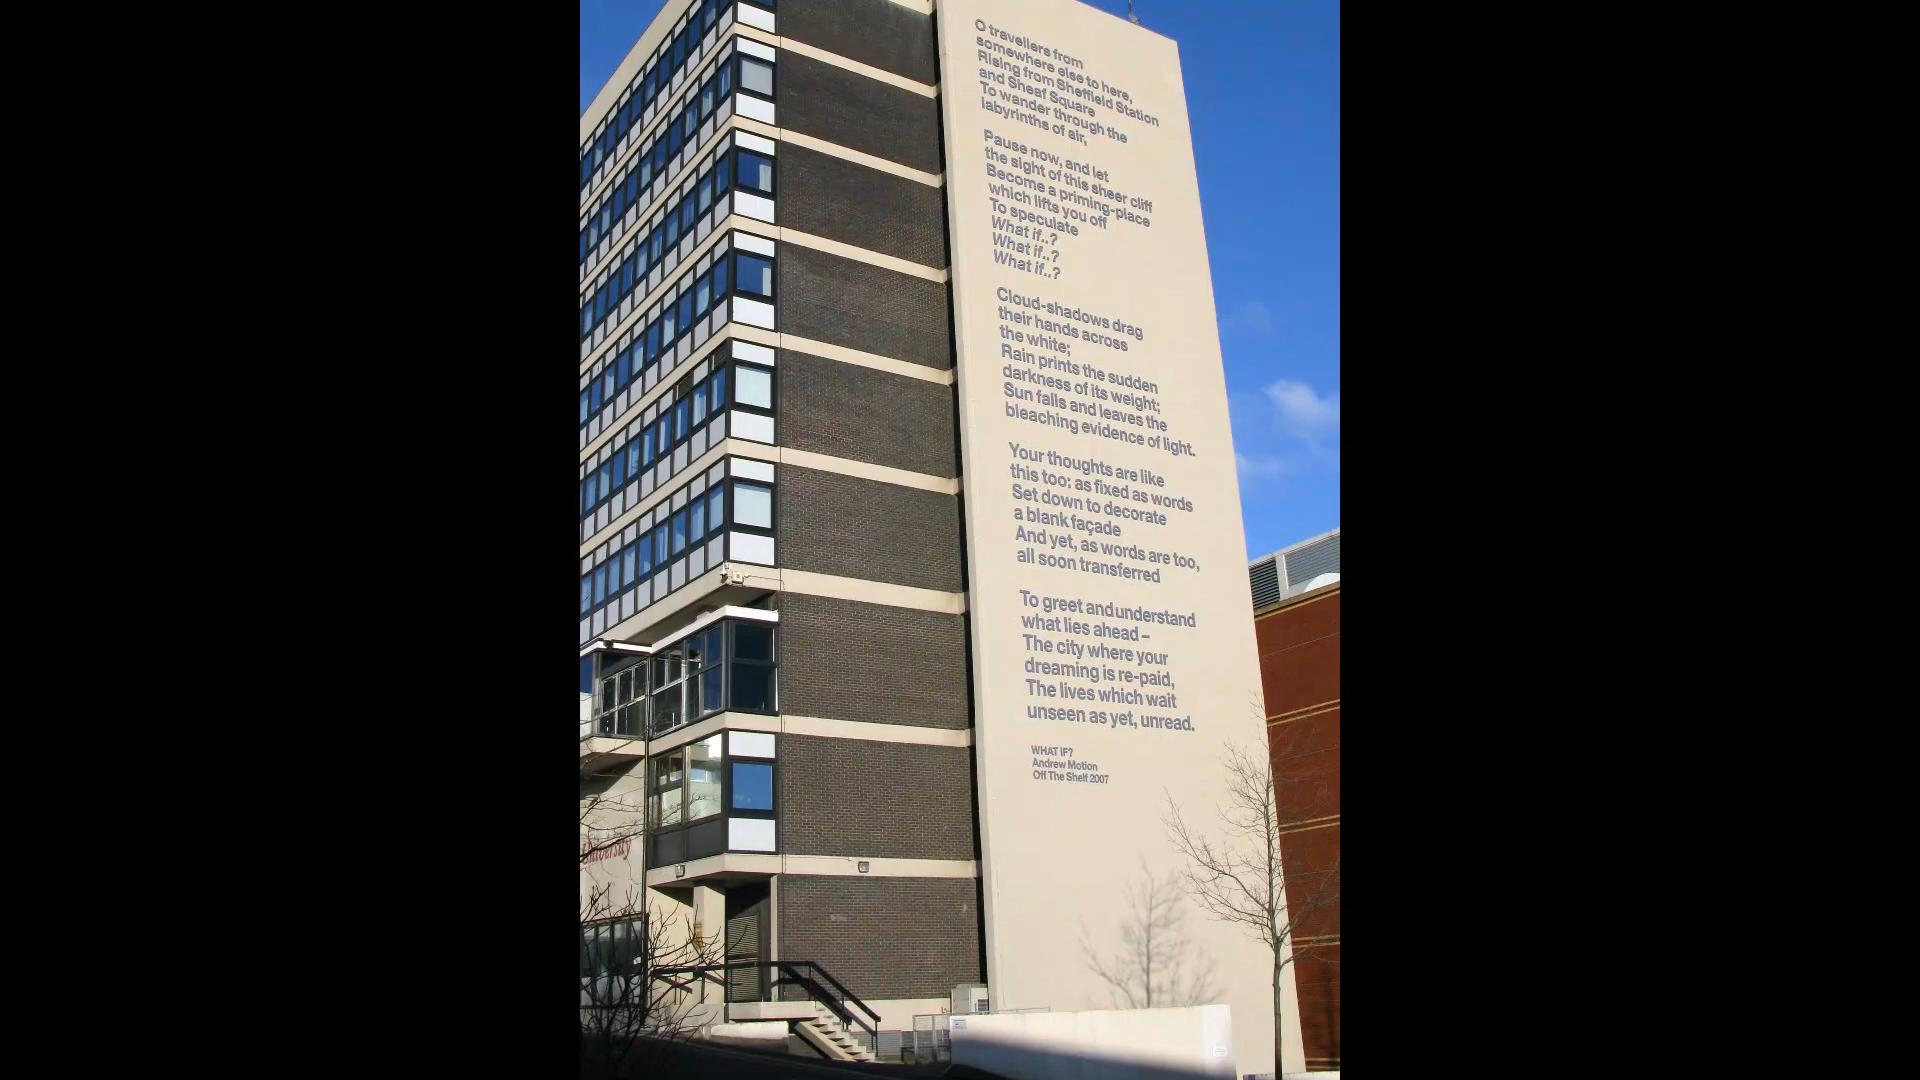 O travellers from
somewhere else to here,
Rising from Sheffield Station
and Sheaf Square
To wander through the
labyrinths of air,
Pause now, and let
the sight of this sheer cliff
Become a priming-place
which lifts you off
To speculate
What if..?
What if..?
What if..?
Cloud-shadows drag
their hands across
the white;
Rain prints the sudden
darkness of its weight;
Sun falls and leaves the
bleaching evidence of light.
Your thoughts are like
this too: as fixed as words
Set down to decorate
a blank façade
And yet, as words are too,
all soon transferred
To greet and understand
what lies ahead –
The city where your
dreaming is re-paid,
The lives which wait
unseen as yet, unread.
WHAT IF?
Andrew Motion
Off The Shelf 2007
University